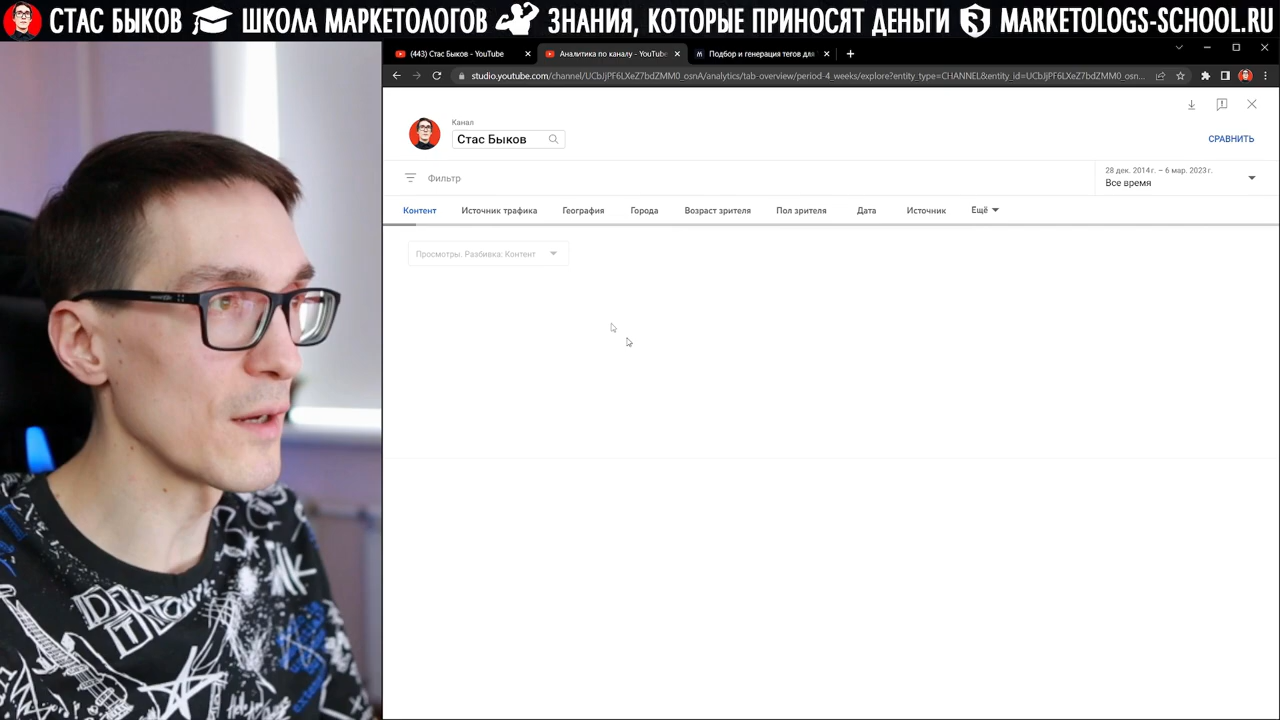 СТАС БЫКОВ ШКОЛА МАРКЕТОЛОГОВ ЗНАНИЯ, КОТОРЫЕ ПРИНОСЯТ ДЕНЬГИ MARKETOLOGS-SCHOOL.RU
(443) Стас Быков - YouTube
Аналитика по каналу - YouTube
Подбор и генерация тегов для
studio.youtube.com/channel/UCbJjPF6LXeZ7bdZMM0_osnA/analytics/tab-overview/period-4_weeks/explore?entity_type=CHANNEL&entity_id=UCbJjPF6LXeZ7bdZMM0_osn...
Канал
Стас Быков
СРАВНИТЬ
Фильтр
28 дек. 2014 г. – 6 мар. 2023 г.
Все время
Контент Источник трафика География Города Возраст зрителя Пол зрителя Дата Источник Ещё
Просмотры. Разбивка: Контент